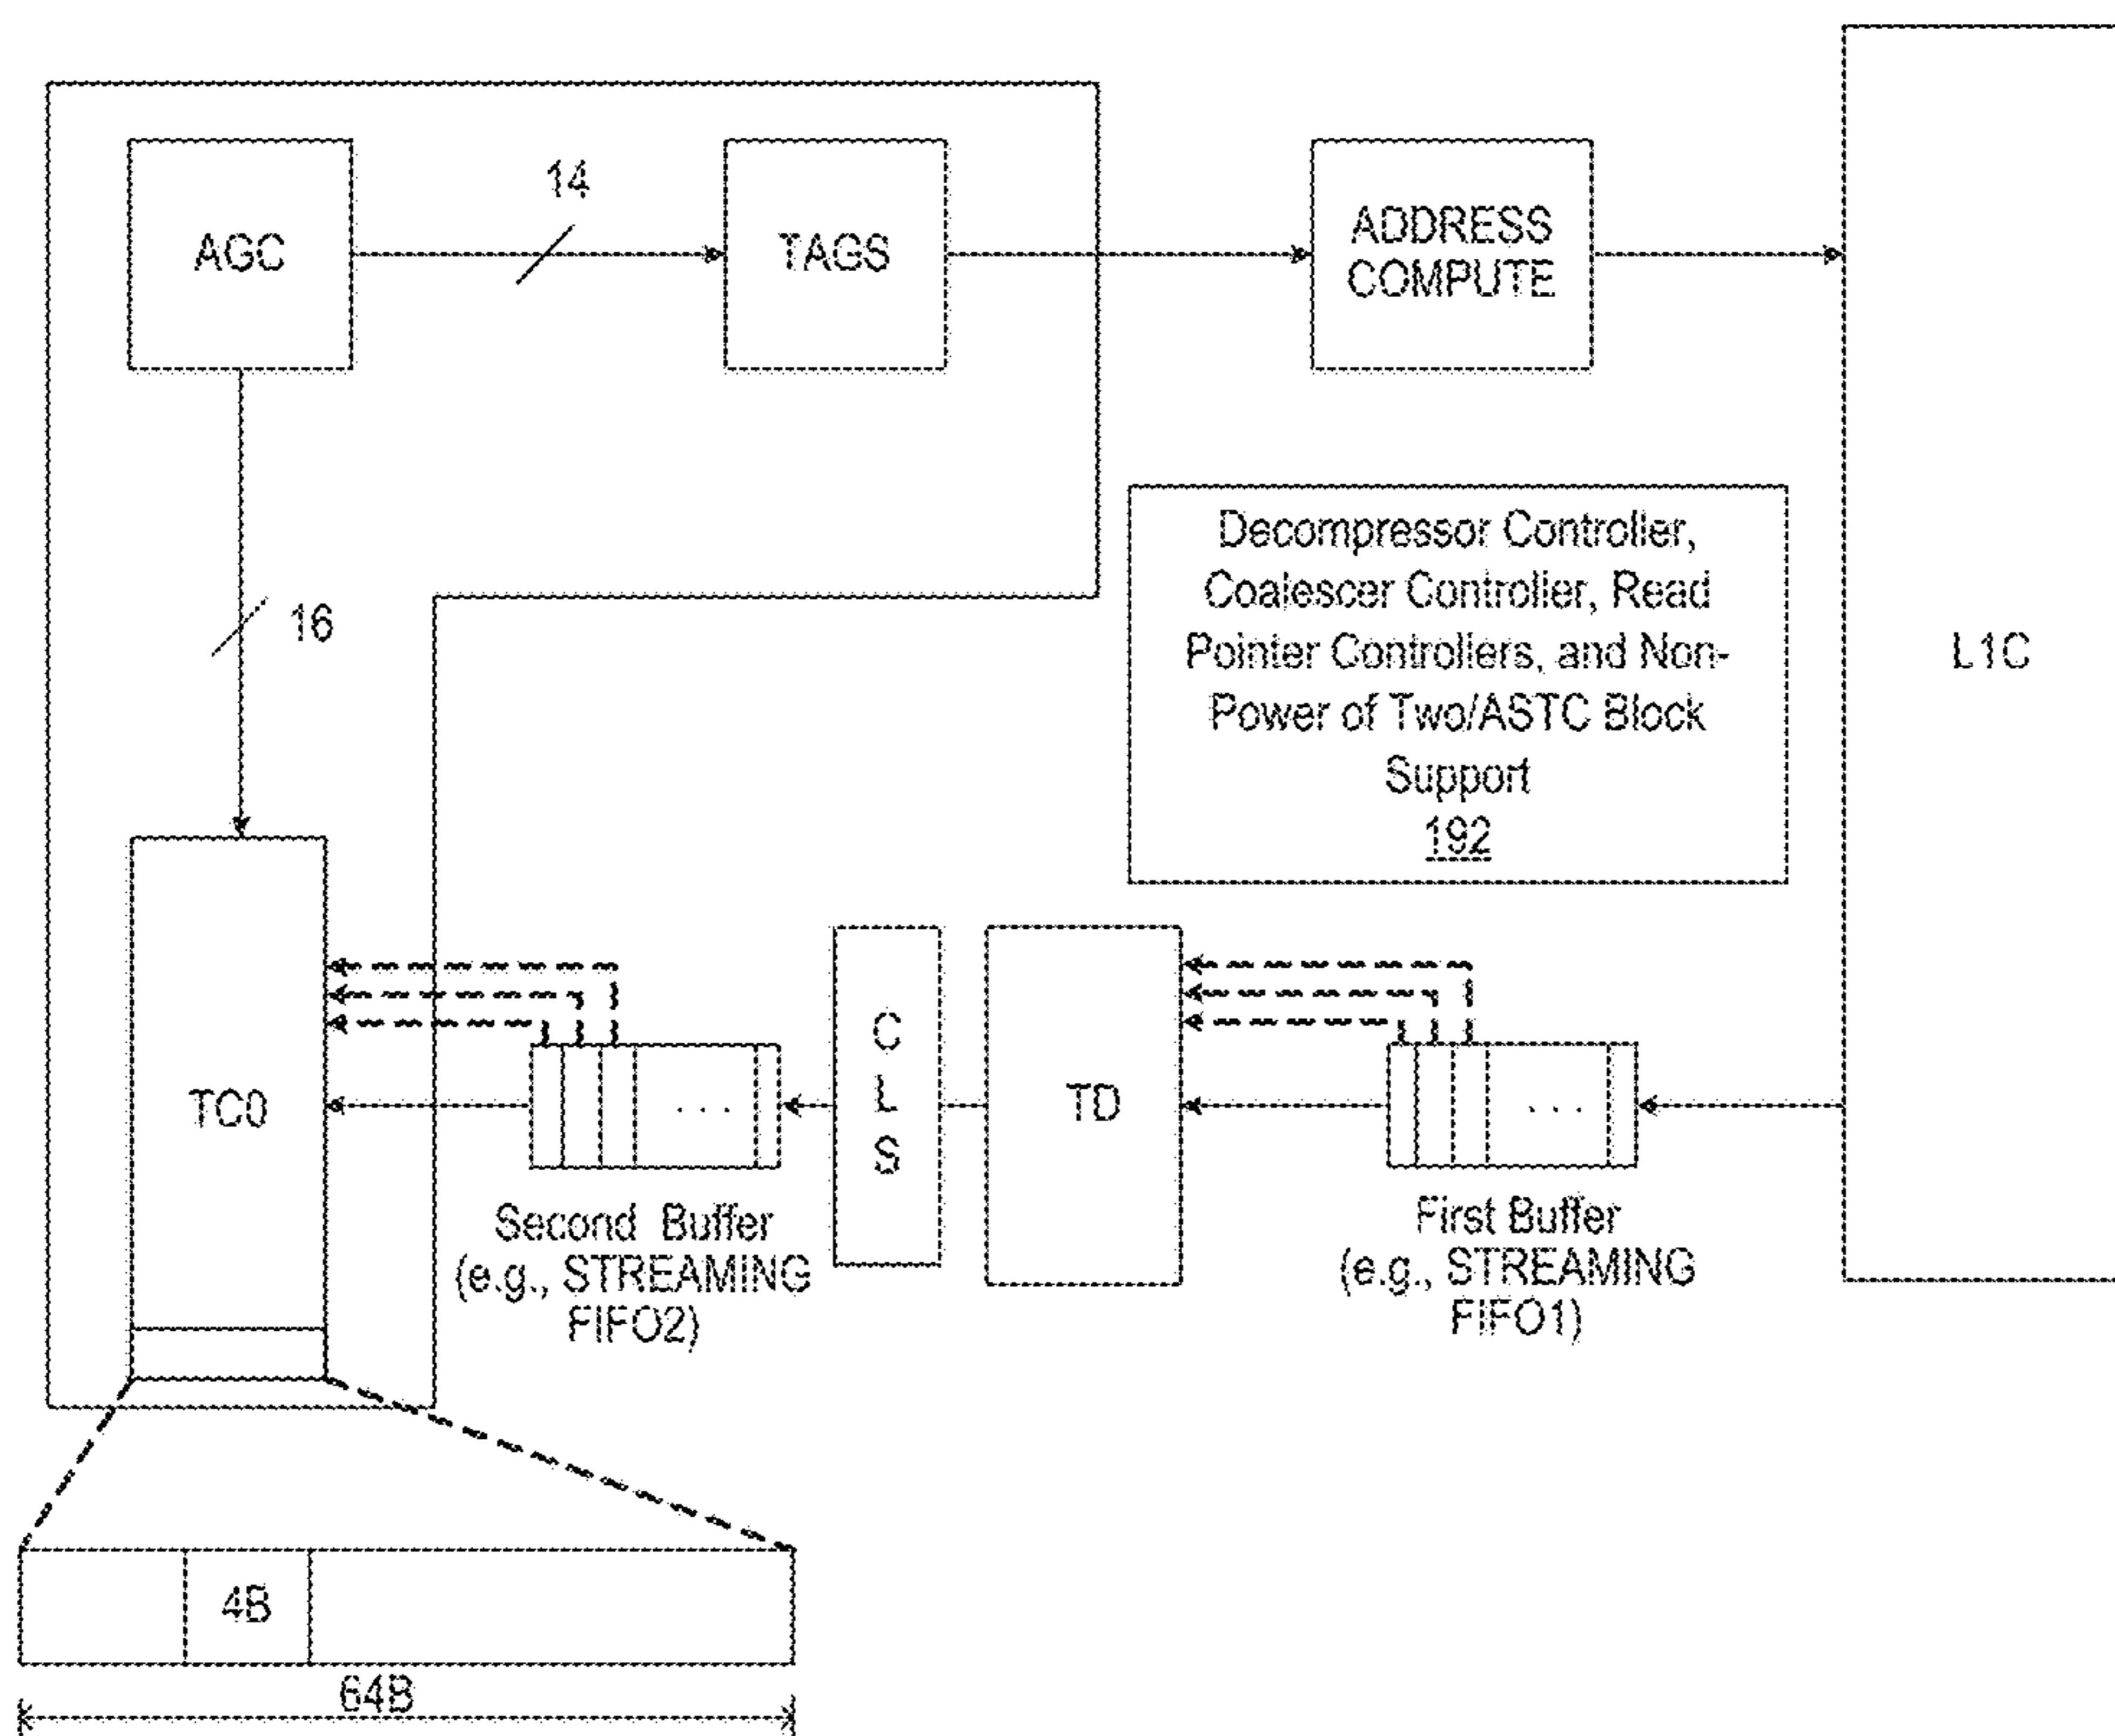 14
AGC
TAGS
ADDRESS
COMPUTE
16
Decompressor Controller,
Coalescer Controller, Read
Pointer Controllers, and Non-
Power of Two/ASTC Block
Support
192
L1C
TC0
C
L
S
TD
...
...
Second Buffer
(e.g., STREAMING
FIFO2)
First Buffer
(e.g., STREAMING
FIFO1)
4B
64B